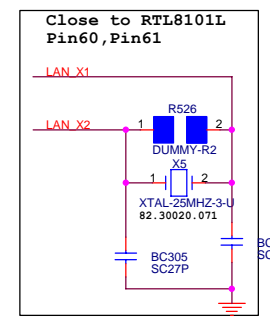 Close to RTL8101L
Pin60,Pin61
LAN_X1
R526
LAN_X2
1 2
DUMMY-R2
X5
1 2
XTAL-25MHZ-3-U
82.30020.071
BC305
SC27P